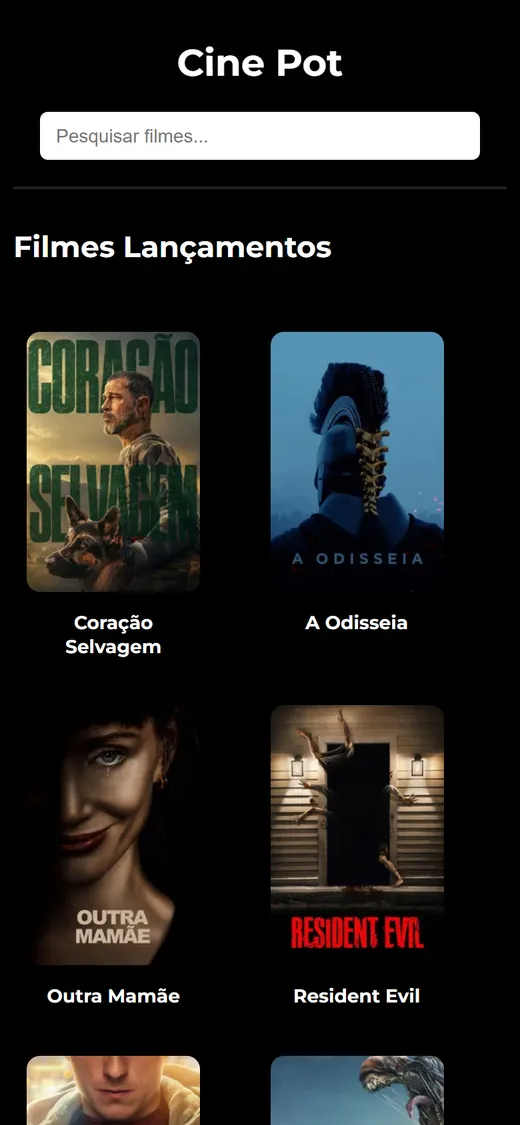 Cine Pot
Pesquisar filmes...
Filmes Lançamentos
CORAÇÃO
SELVAGEM
A ODISSEIA
Coração
Selvagem
A Odisseia
OUTRA
MAMÃE
RESIDENT EVIL
Outra Mamãe
Resident Evil